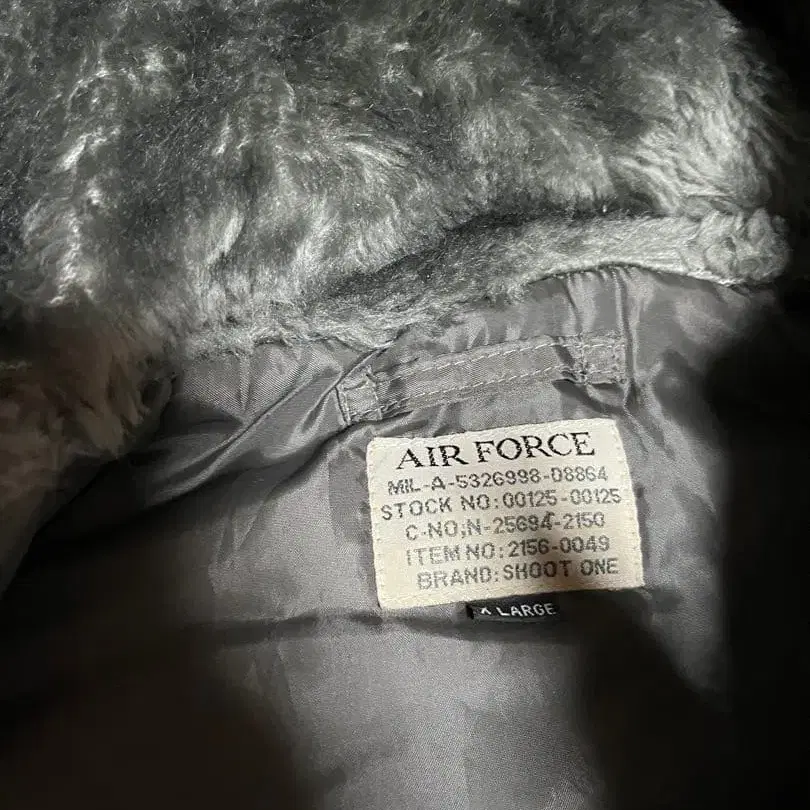 AIR FORCE
MIL-A-5326998-D8864
STOCK NO:00125-00125
C-NO,N-25694-2150
ITEM NO:2156-0049
BRAND:SHOOT ONE
X LARGE